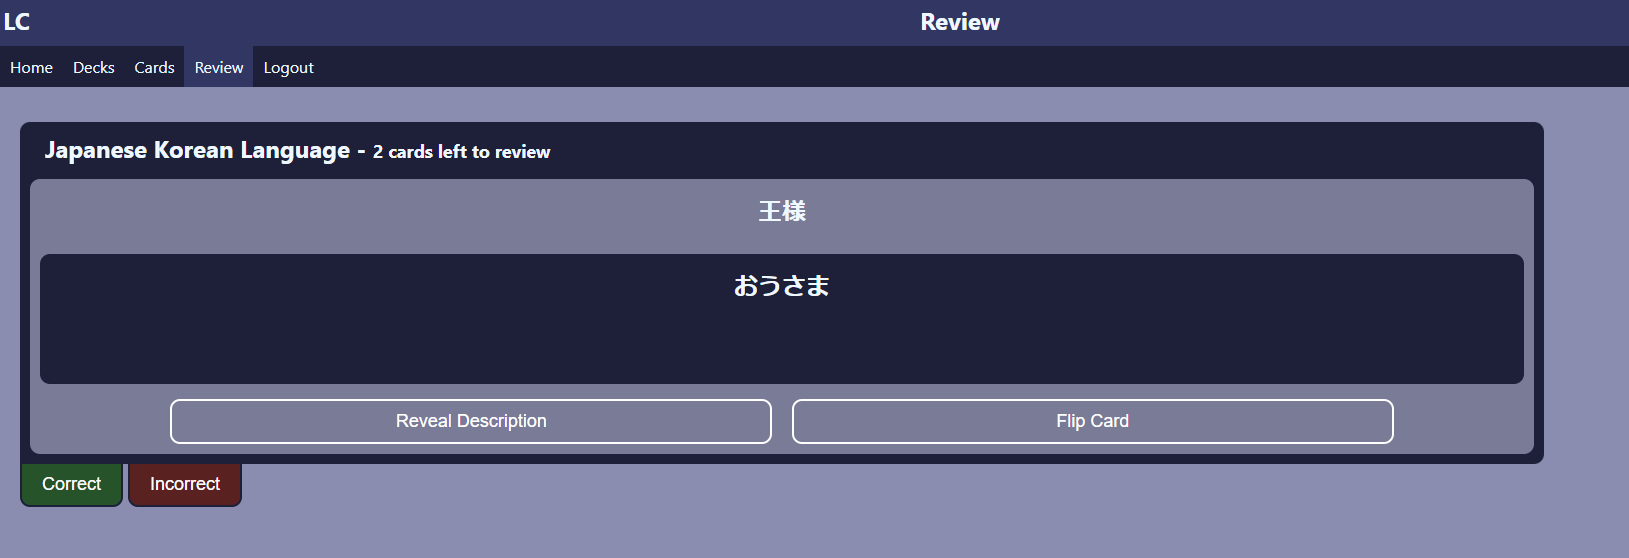 LC
Review
Home Decks Cards Review Logout
Japanese Korean Language - 2 cards left to review
王様
おうさま
Reveal Description Flip Card
Correct Incorrect